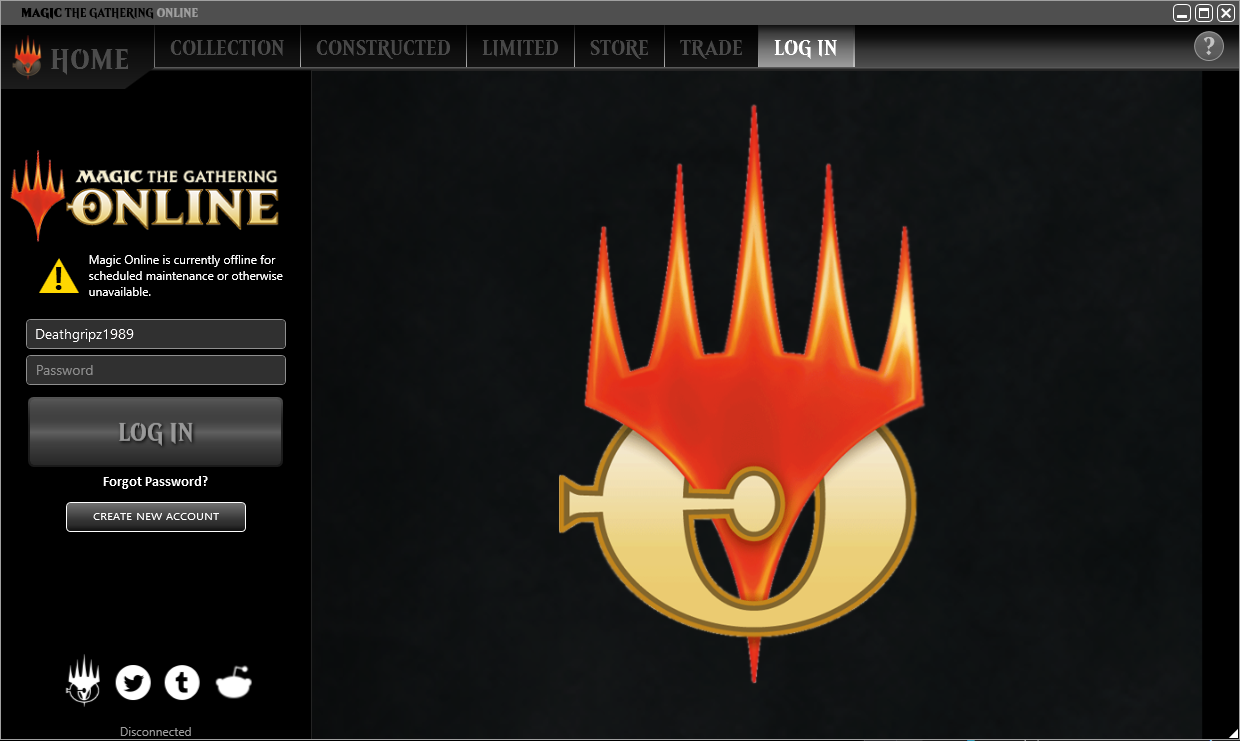 MAGIC THE GATHERING ONLINE
HOME
COLLECTION
CONSTRUCTED
LIMITED
STORE
TRADE
LOG IN
?
MAGIC THE GATHERING
ONLINE
Magic Online is currently offline for
scheduled maintenance or otherwise
unavailable.
Deathgripz1989
Password
LOG IN
Forgot Password?
CREATE NEW ACCOUNT
Disconnected